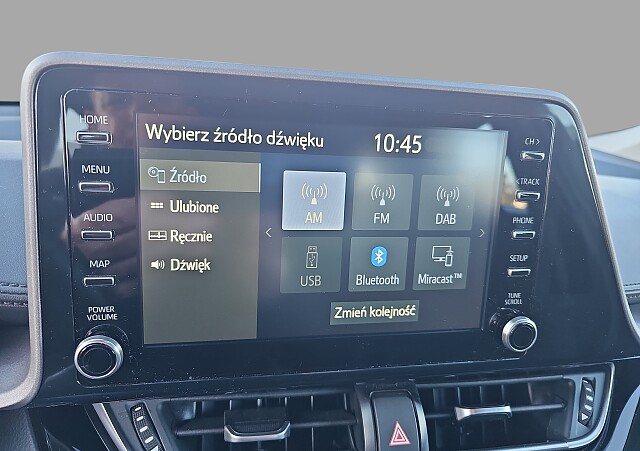 HOME
MENU
AUDIO
MAP
POWER
VOLUME
Wybierz źródło dźwięku 10:45
Źródło
Ulubione
Ręcznie
Dźwięk
AM
FM
DAB
USB
Bluetooth
Miracast™
Zmień kolejność
CH >
< TRACK
PHONE
SETUP
TUNE
SCROLL